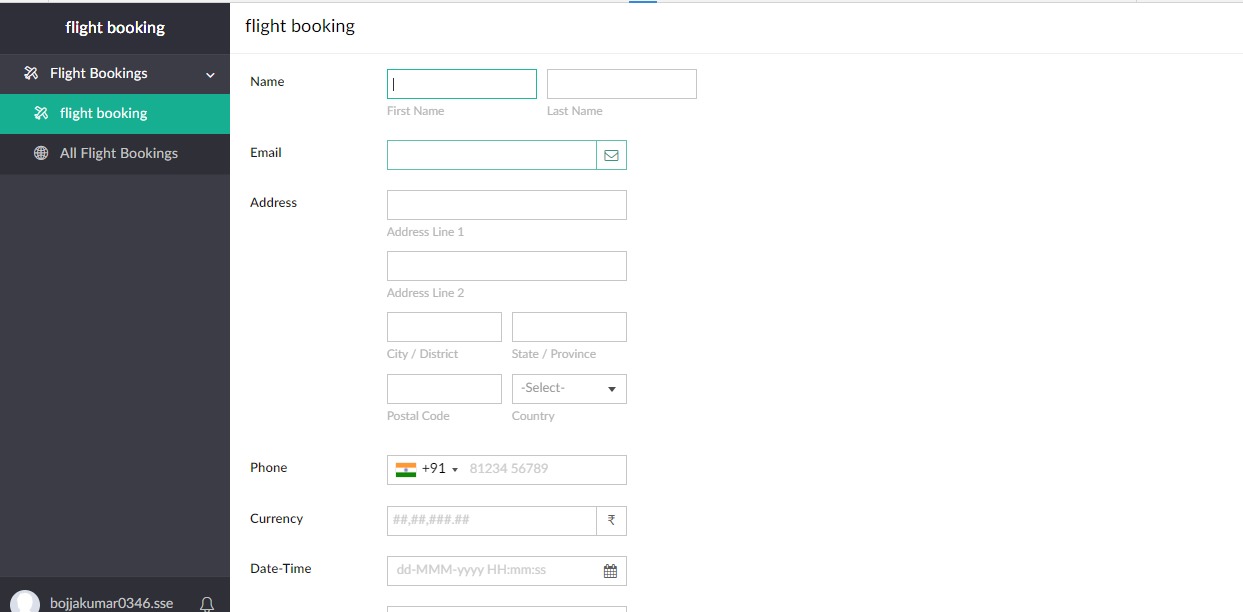 flight booking
Flight Bookings
flight booking
All Flight Bookings
bojjakumar0346.sse
flight booking
Name
First Name Last Name
Email
Address
Address Line 1
Address Line 2
City / District State / Province
-Select-
Postal Code Country
Phone +91 81234 56789
Currency ##,##,###.## ₹
Date-Time dd-MMM-yyyy HH:mm:ss